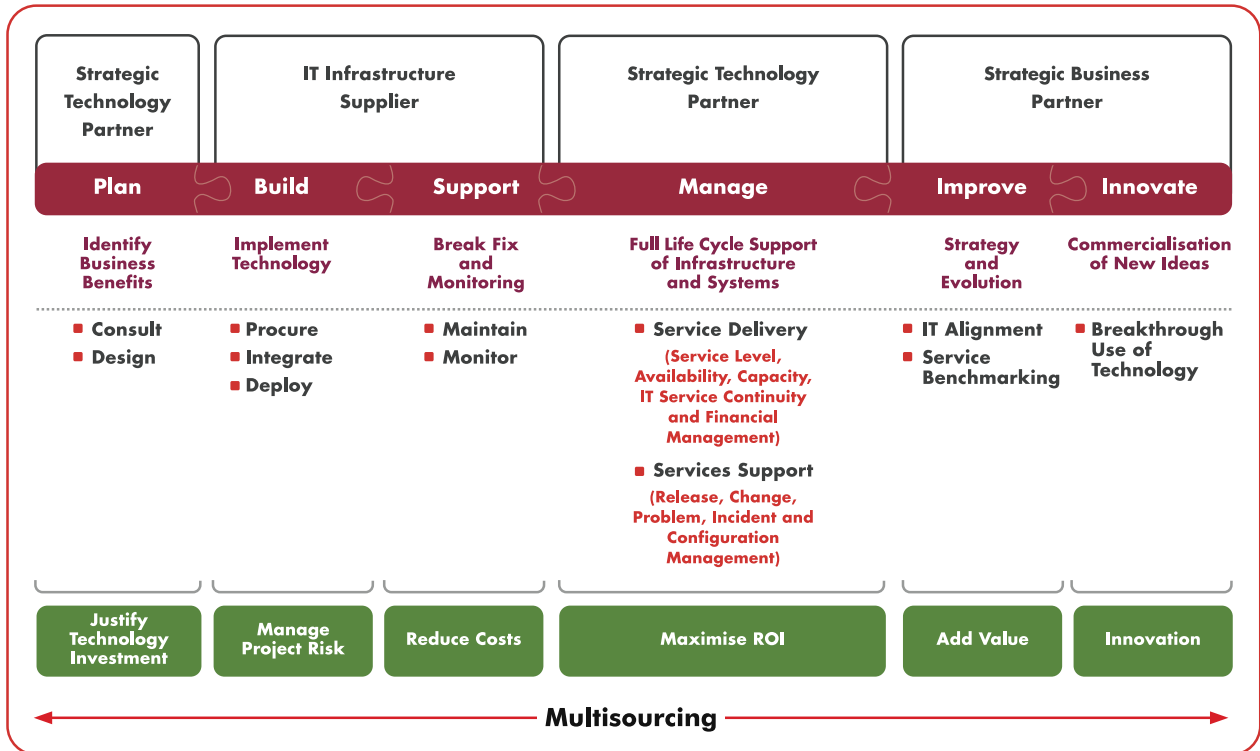 Strategic
Technology
Partner
IT Infrastructure
Supplier
Strategic Technology
Partner
Strategic Business
Partner
Plan
Build
Support
Manage
Improve
Innovate
Identify
Business
Benefits
Implement
Technology
Break Fix
and
Monitoring
Full Life Cycle Support
of Infrastructure
and Systems
Strategy
and
Evolution
Commercialisation
of New Ideas
Consult
Design
Procure
Integrate
Deploy
Maintain
Monitor
Service Delivery
(Service Level,
Availability, Capacity,
IT Service Continuity
and Financial
Management)
Services Support
(Release, Change,
Problem, Incident and
Configuration
Management)
IT Alignment
Service
Benchmarking
Breakthrough
Use of
Technology
Justify
Technology
Investment
Manage
Project Risk
Reduce Costs
Maximise ROI
Add Value
Innovation
Multisourcing